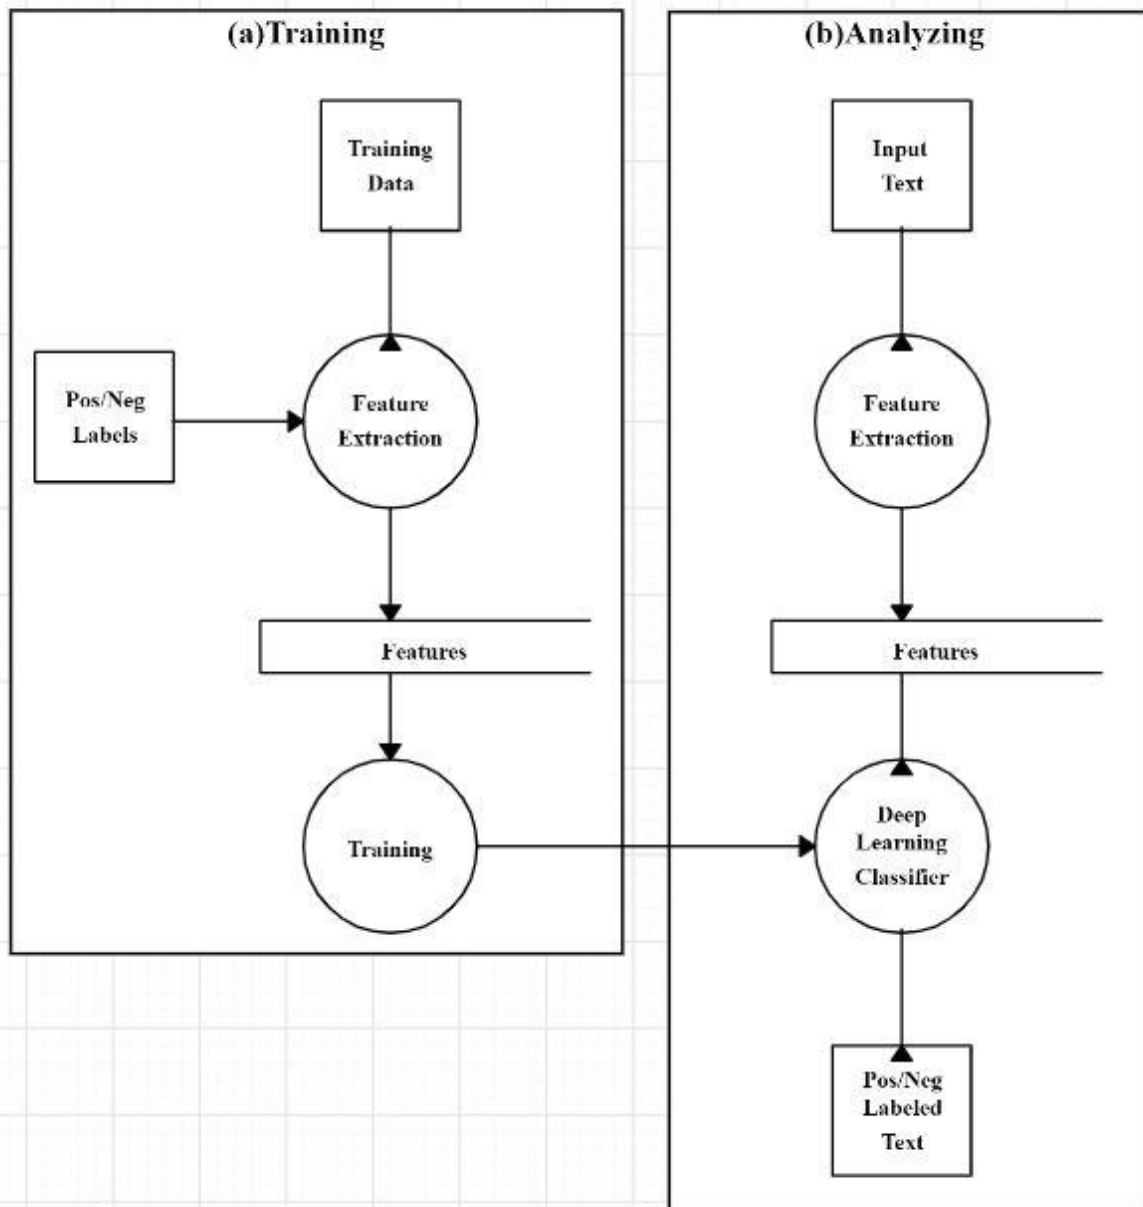 (a)Training
Training
Data
Pos/Neg
Labels
Feature
Extraction
Features
Training
(b)Analyzing
Input
Text
Feature
Extraction
Features
Deep
Learning
Classifier
Pos/Neg
Labeled
Text